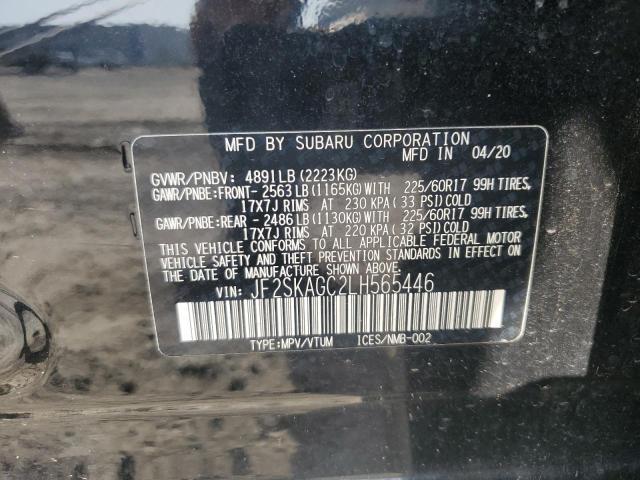 MFD BY SUBARU CORPORATION
MFD IN 04/20
GVWR/PNBV: 4891LB(2223KG)
GAWR/PNBE:FRONT-2563LB(1165KG)WITH 225/60R17 99H TIRES,
17X7J RIMS AT 230 KPA(33 PSI)COLD
GAWR/PNBE:REAR -2486LB(1130KG)WITH 225/60R17 99H TIRES,
17X7J RIMS AT 220 KPA(32 PSI)COLD
THIS VEHICLE CONFORMS TO ALL APPLICABLE FEDERAL MOTOR
VEHICLE SAFETY AND THEFT PREVENTION STANDARDS IN EFFECT ON
THE DATE OF MANUFACTURE SHOWN ABOVE.
VIN: JF2SKAGC2LH565446
TYPE:MPV/VTUM ICES/NMB-002